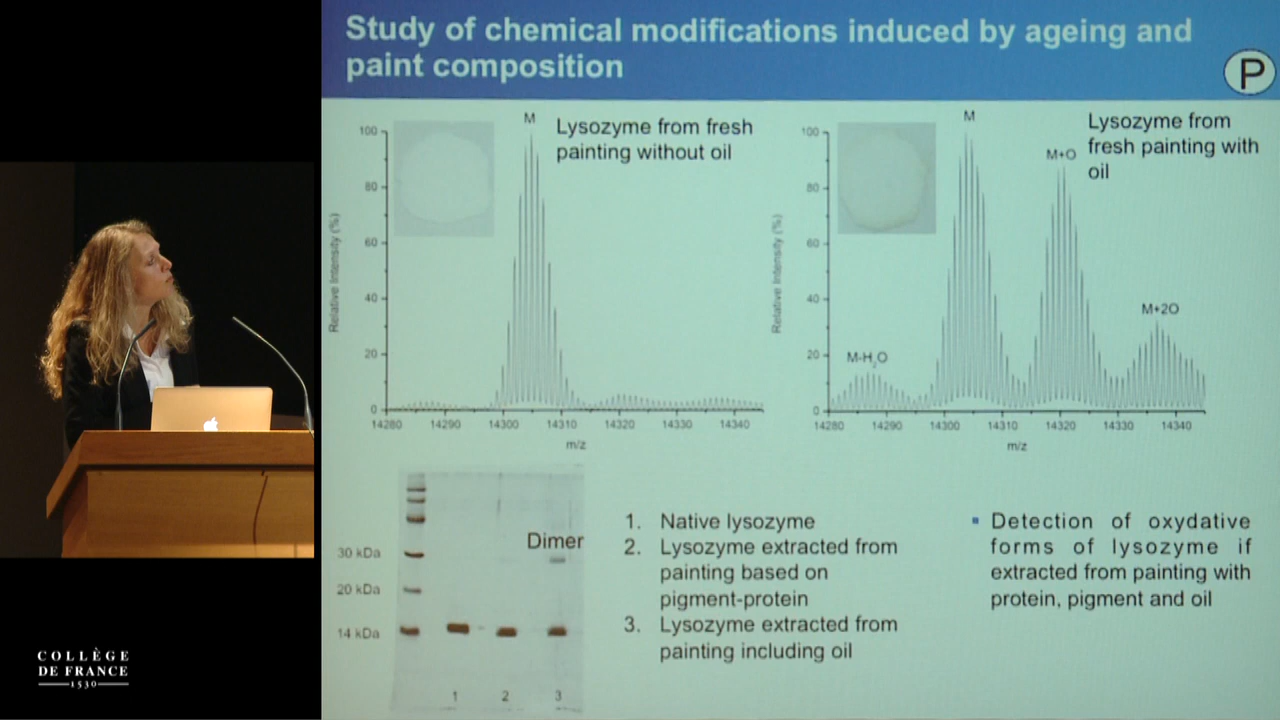 Study of chemical modifications induced by ageing and
paint composition
P
M
Lysozyme from fresh
painting without oil
100
80
60
40
20
0
Relative Intensity (%)
14280 14290 14300 14310 14320 14330 14340
m/z
M
M+O
Lysozyme from
fresh painting with
oil
M+2O
M-H₂O
100
80
60
40
20
0
Relative Intensity (%)
14280 14290 14300 14310 14320 14330 14340
m/z
Dimer
30 kDa
20 kDa
14 kDa
1 2 3
1. Native lysozyme
2. Lysozyme extracted from
painting based on
pigment-protein
3. Lysozyme extracted from
painting including oil
▪ Detection of oxydative
forms of lysozyme if
extracted from painting with
protein, pigment and oil
COLLÈGE
DE FRANCE
1530